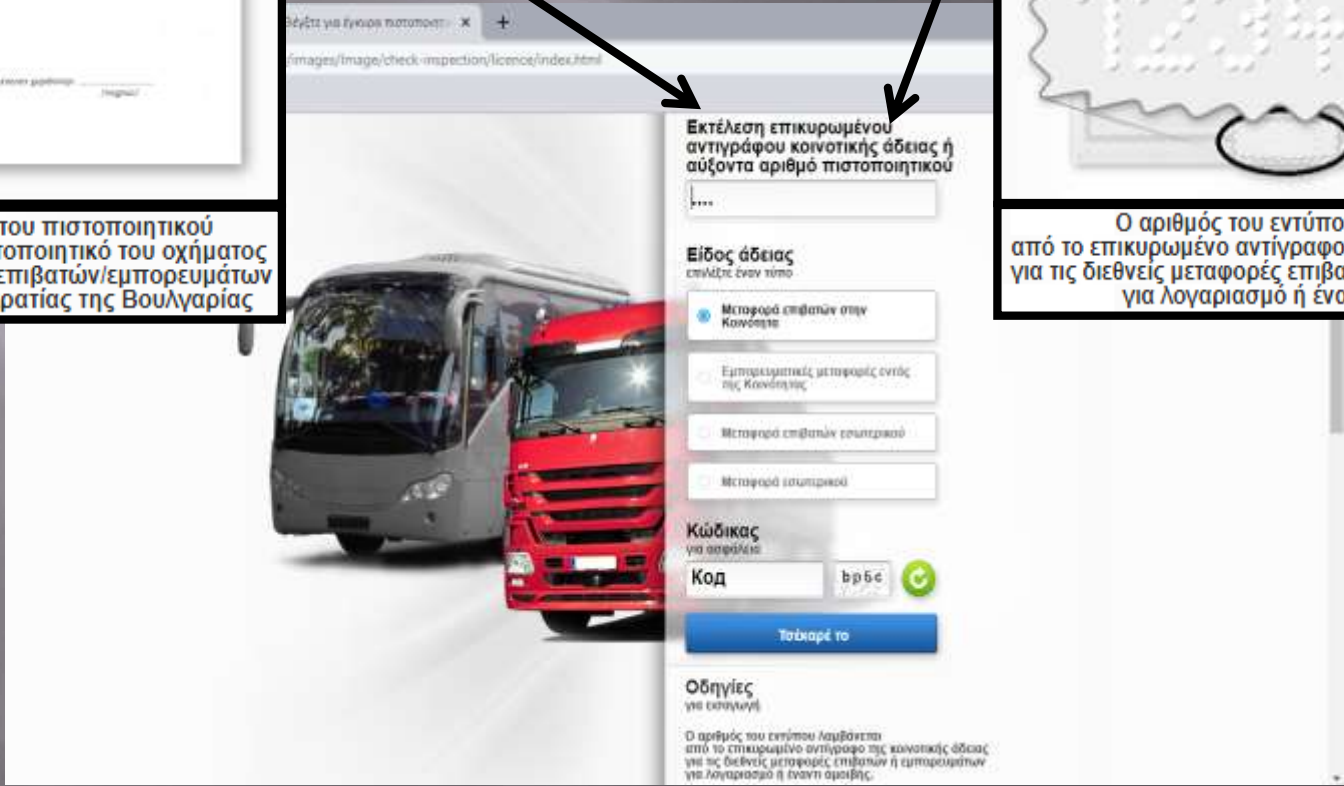 /images/Image/check-inspection/licence/index.html
Εκτέλεση επικυρωμένου
αντιγράφου κοινοτικής άδειας ή
αύξοντα αριθμό πιστοποιητικού
....
Είδος άδειας
επιλέξτε έναν τύπο
Μεταφορά επιβατών στην
Κοινότητα
Εμπορευματικές μεταφορές εντός
της Κοινότητας
Μεταφορά επιβατών εσωτερικού
Μεταφορά εσωτερικού
Κώδικας
για ασφάλεια
Код
bp6c
Τσέκαρέ το
Οδηγίες
για εισαγωγή
Ο αριθμός του εντύπου λαμβάνεται
από το επικυρωμένο αντίγραφο της κοινοτικής άδειας
για τις διεθνείς μεταφορές επιβατών ή εμπορευμάτων
για λογαριασμό ή έναντι αμοιβής.
του πιστοποιητικού
τοποιητικό του οχήματος
επιβατών/εμπορευμάτων
ρατίας της Βουλγαρίας
1234
Ο αριθμός του εντύπο
από το επικυρωμένο αντίγραφο
για τις διεθνείς μεταφορές επιβα
για λογαριασμό ή ένα